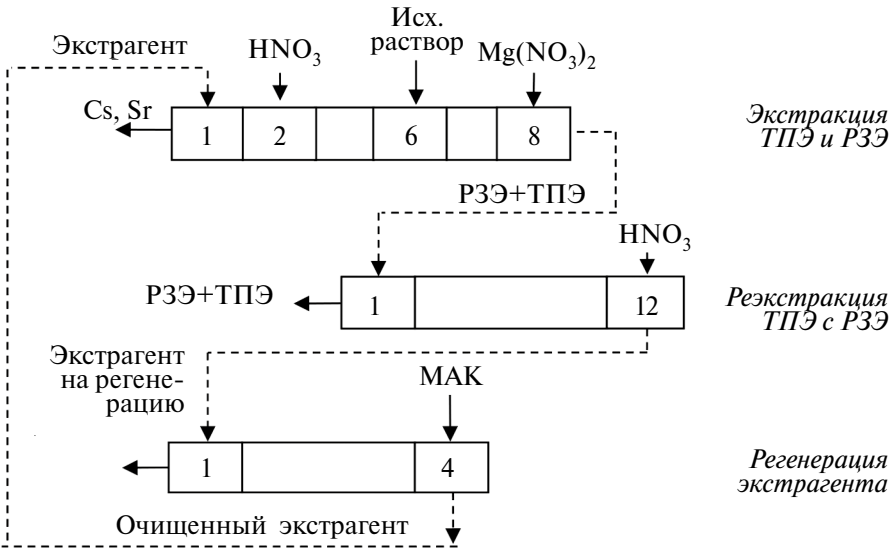 Исх.
раствор
Экстрагент
HNO3
Mg(NO3)2
Cs, Sr
1
2
6
8
Экстракция
ТПЭ и РЗЭ
РЗЭ+ТПЭ
HNO3
РЗЭ+ТПЭ
1
12
Реэкстракция
ТПЭ с РЗЭ
Экстрагент
на регене-
рацию
МАК
1
4
Регенерация
экстрагента
Очищенный экстрагент